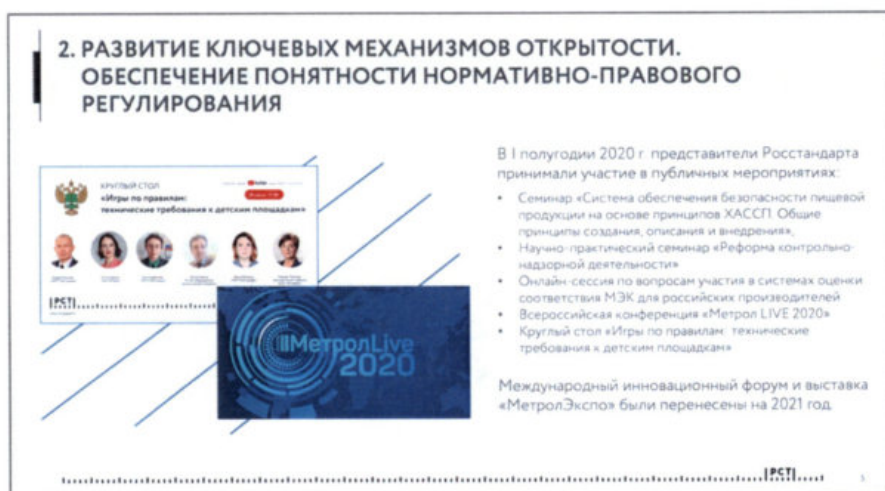 2. РАЗВИТИЕ КЛЮЧЕВЫХ МЕХАНИЗМОВ ОТКРЫТОСТИ.
ОБЕСПЕЧЕНИЕ ПОНЯТНОСТИ НОРМАТИВНО-ПРАВОВОГО
РЕГУЛИРОВАНИЯ
КРУГЛЫЙ СТОЛ
«Игры по правилам:
технические требования к детским площадкам»
|РСТ|
МетролLive
2020
В I полугодии 2020 г. представители Росстандарта
принимали участие в публичных мероприятиях:
• Семинар «Система обеспечения безопасности пищевой
продукции на основе принципов ХАССП. Общие
принципы создания, описания и внедрения»,
• Научно-практический семинар «Реформа контрольно-
надзорной деятельности»
• Онлайн-сессия по вопросам участия в системах оценки
соответствия МЭК для российских производителей
• Всероссийская конференция «Метрол LIVE 2020»
• Круглый стол «Игры по правилам: технические
требования к детским площадкам»
Международный инновационный форум и выставка
«МетролЭкспо» были перенесены на 2021 год.
|РСТ|